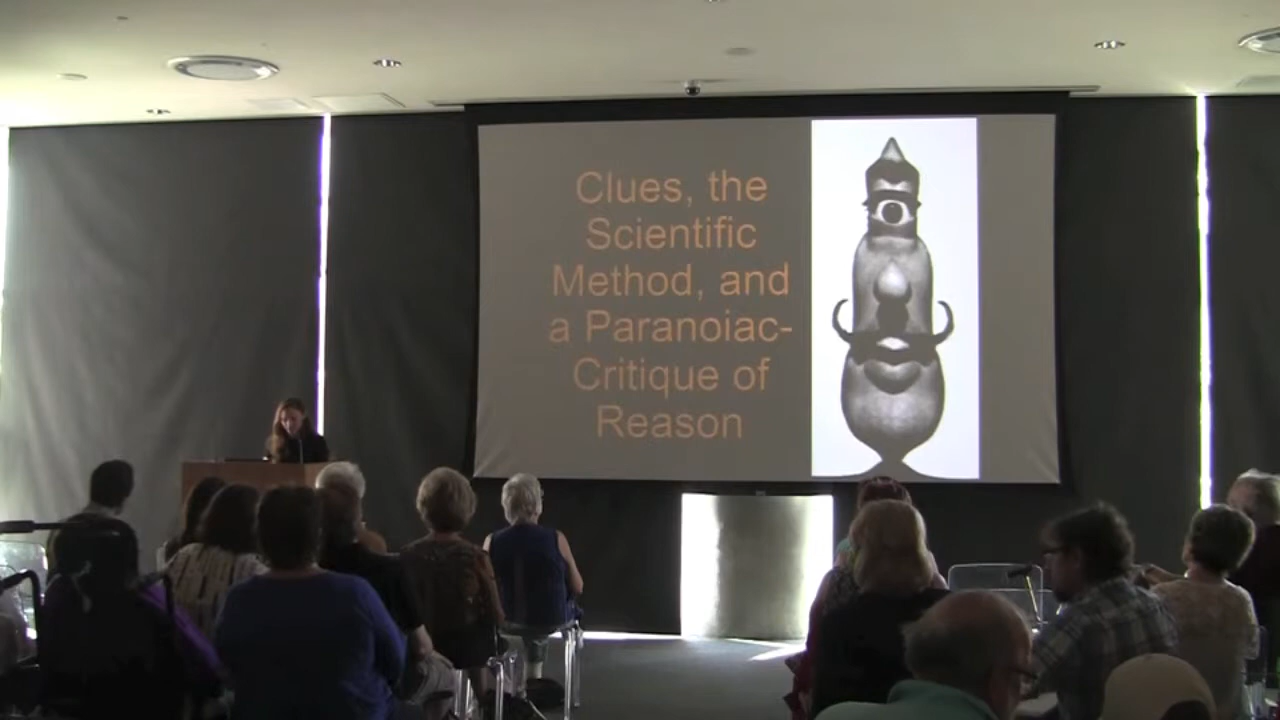 Clues, the
Scientific
Method, and
a Paranoiac-
Critique of
Reason